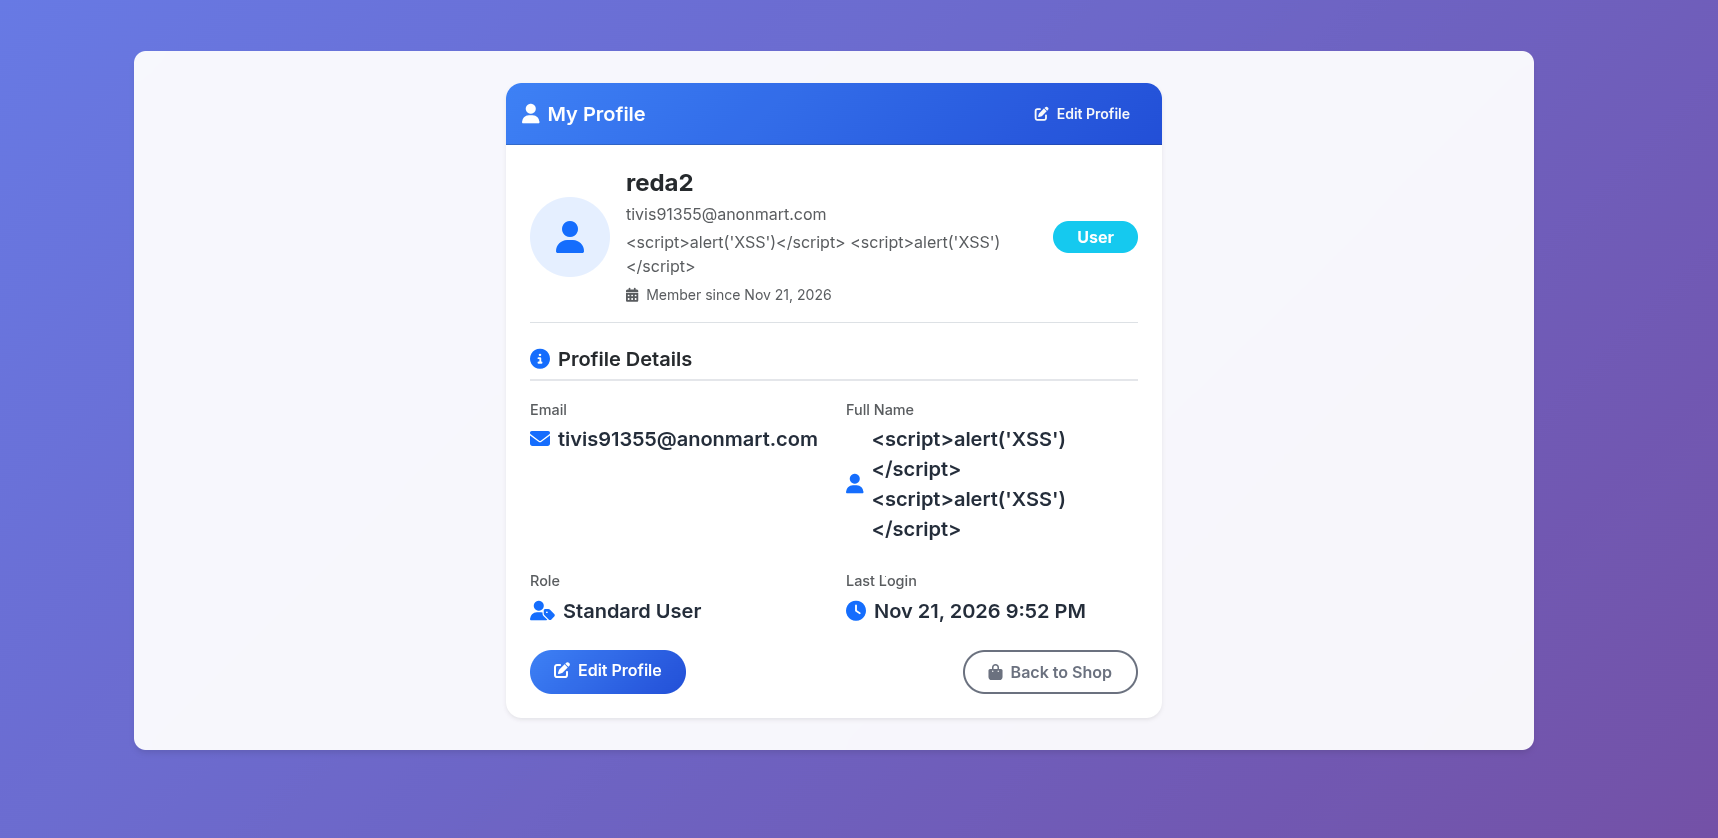 My Profile
Edit Profile
reda2
tivis91355@anonmart.com
<script>alert('XSS')</script> <script>alert('XSS')
</script>
User
Member since Nov 21, 2026
Profile Details
Email
tivis91355@anonmart.com
Full Name
<script>alert('XSS')
</script>
<script>alert('XSS')
</script>
Role
Standard User
Last Login
Nov 21, 2026 9:52 PM
Edit Profile
Back to Shop